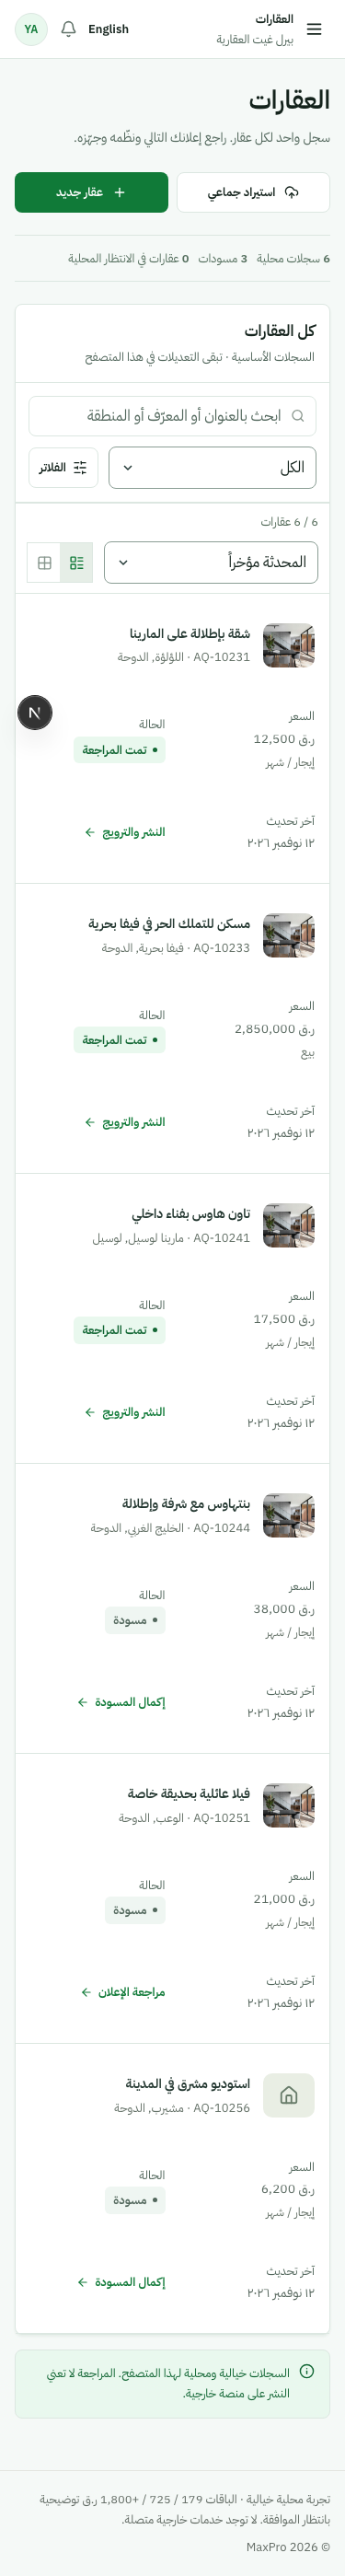 العقارات
بيرل غيت العقارية
English
YA
العقارات
سجل واحد لكل عقار. راجع إعلانك التالي ونظّمه وجهّزه.
استيراد جماعي
عقار جديد
6 سجلات محلية 3 مسودات 0 عقارات في الانتظار المحلية
كل العقارات
السجلات الأساسية · تبقى التعديلات في هذا المتصفح
ابحث بالعنوان أو المعرّف أو المنطقة
الكل
الفلاتر
6 / 6 عقارات
المحدثة مؤخراً
شقة بإطلالة على المارينا
AQ-10231 · اللؤلؤة, الدوحة
السعر
ر.ق 12,500
إيجار / شهر
الحالة
تمت المراجعة
آخر تحديث
١٢ نوفمبر ٢٠٢٦
النشر والترويج
N
مسكن للتملك الحر في فيفا بحرية
AQ-10233 · فيفا بحرية, الدوحة
السعر
ر.ق 2,850,000
بيع
الحالة
تمت المراجعة
آخر تحديث
١٢ نوفمبر ٢٠٢٦
النشر والترويج
تاون هاوس بفناء داخلي
AQ-10241 · مارينا لوسيل, لوسيل
السعر
ر.ق 17,500
إيجار / شهر
الحالة
تمت المراجعة
آخر تحديث
١٢ نوفمبر ٢٠٢٦
النشر والترويج
بنتهاوس مع شرفة وإطلالة
AQ-10244 · الخليج الغربي, الدوحة
السعر
ر.ق 38,000
إيجار / شهر
الحالة
مسودة
آخر تحديث
١٢ نوفمبر ٢٠٢٦
إكمال المسودة
فيلا عائلية بحديقة خاصة
AQ-10251 · الوعب, الدوحة
السعر
ر.ق 21,000
إيجار / شهر
الحالة
مسودة
آخر تحديث
١٢ نوفمبر ٢٠٢٦
مراجعة الإعلان
استوديو مشرق في المدينة
AQ-10256 · مشيرب, الدوحة
السعر
ر.ق 6,200
إيجار / شهر
الحالة
مسودة
آخر تحديث
١٢ نوفمبر ٢٠٢٦
إكمال المسودة
السجلات خيالية ومحلية لهذا المتصفح. المراجعة لا تعني
النشر على منصة خارجية.
تجربة محلية خيالية · الباقات 179 / 725 / +1,800 ر.ق توضيحية
بانتظار الموافقة. لا توجد خدمات خارجية متصلة.
© 2026 MaxPro